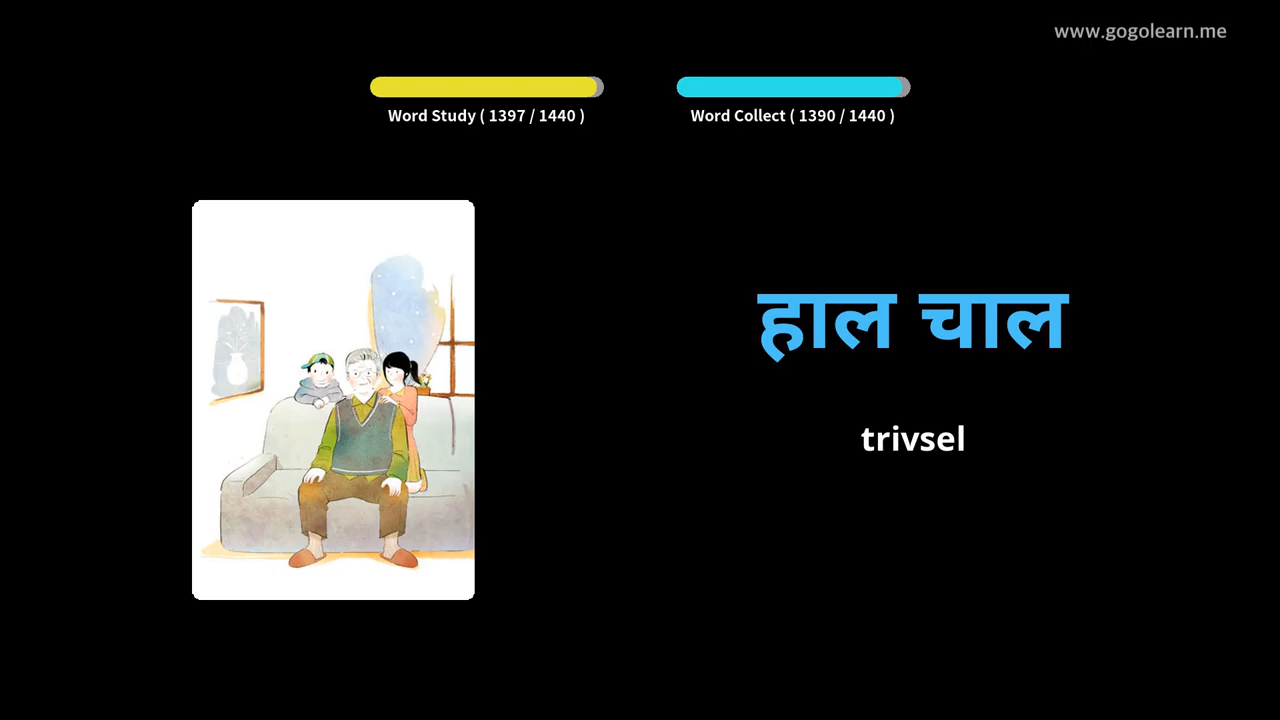 www.gogolearn.me
Word Study ( 1397 / 1440 )
Word Collect ( 1390 / 1440 )
हाल चाल
trivsel